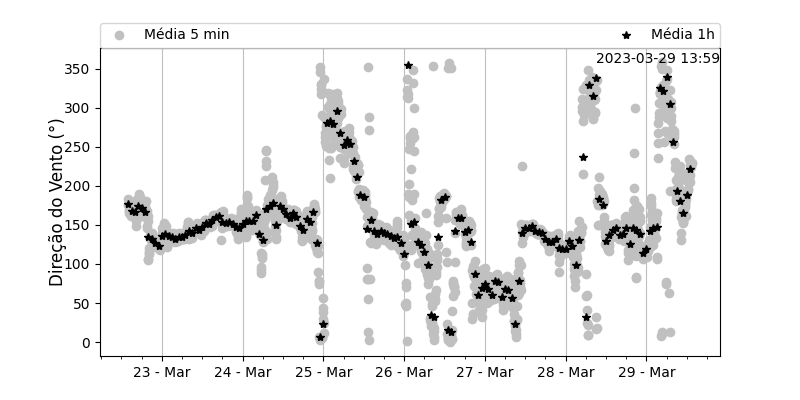 Média 5 min
Média 1h
2023-03-29 13:59
Direção do Vento (°)
350
300
250
200
150
100
50
0
23 - Mar 24 - Mar 25 - Mar 26 - Mar 27 - Mar 28 - Mar 29 - Mar